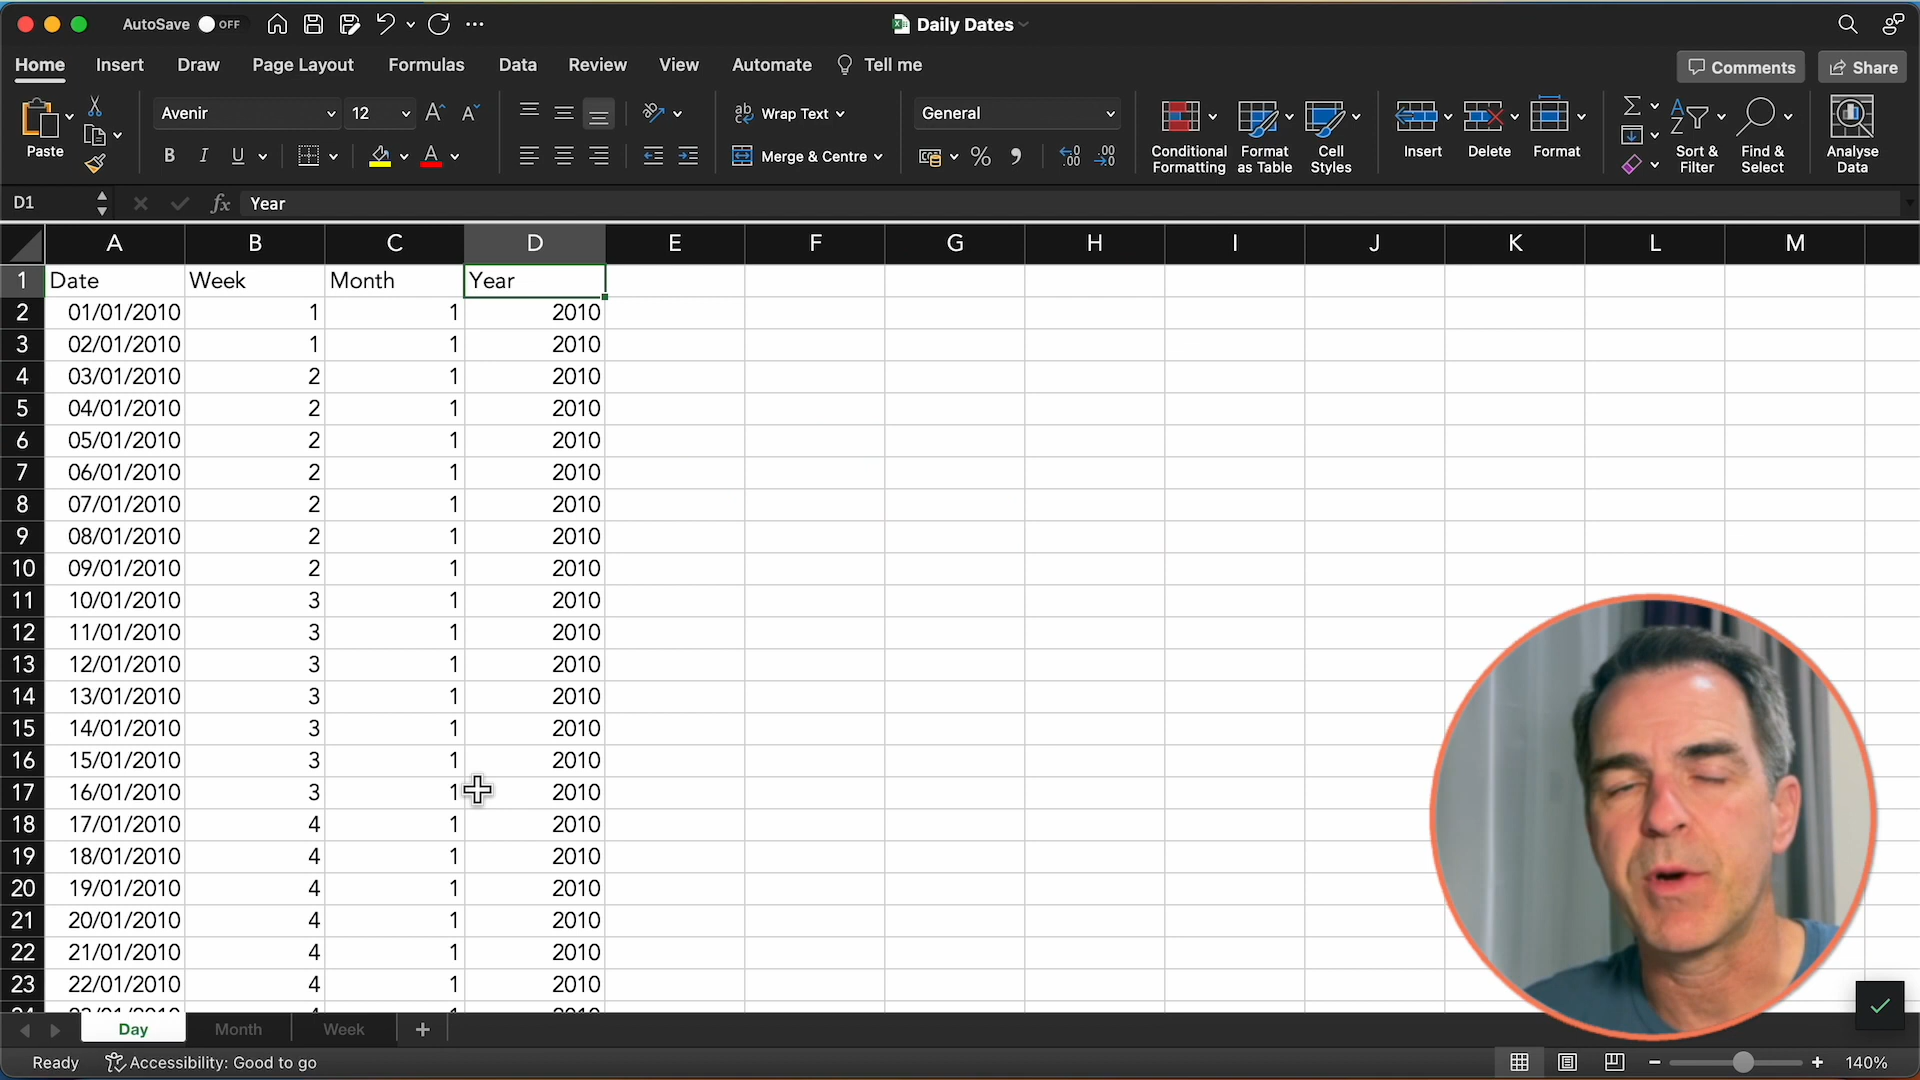 AutoSave OFF Daily Dates
Home Insert Draw Page Layout Formulas Data Review View Automate Tell me Comments Share
Paste Avenir 12 Wrap Text General Conditional Formatting Format as Table Cell Styles Insert Delete Format Sort & Filter Find & Select Analyse Data
B I U Merge & Centre
D1 fx Year
A B C D E F G H I J K L M
1 Date Week Month Year
2 01/01/2010 1 1 2010
3 02/01/2010 1 1 2010
4 03/01/2010 2 1 2010
5 04/01/2010 2 1 2010
6 05/01/2010 2 1 2010
7 06/01/2010 2 1 2010
8 07/01/2010 2 1 2010
9 08/01/2010 2 1 2010
10 09/01/2010 2 1 2010
11 10/01/2010 3 1 2010
12 11/01/2010 3 1 2010
13 12/01/2010 3 1 2010
14 13/01/2010 3 1 2010
15 14/01/2010 3 1 2010
16 15/01/2010 3 1 2010
17 16/01/2010 3 1 2010
18 17/01/2010 4 1 2010
19 18/01/2010 4 1 2010
20 19/01/2010 4 1 2010
21 20/01/2010 4 1 2010
22 21/01/2010 4 1 2010
23 22/01/2010 4 1 2010
Day Month Week
Ready Accessibility: Good to go 140%